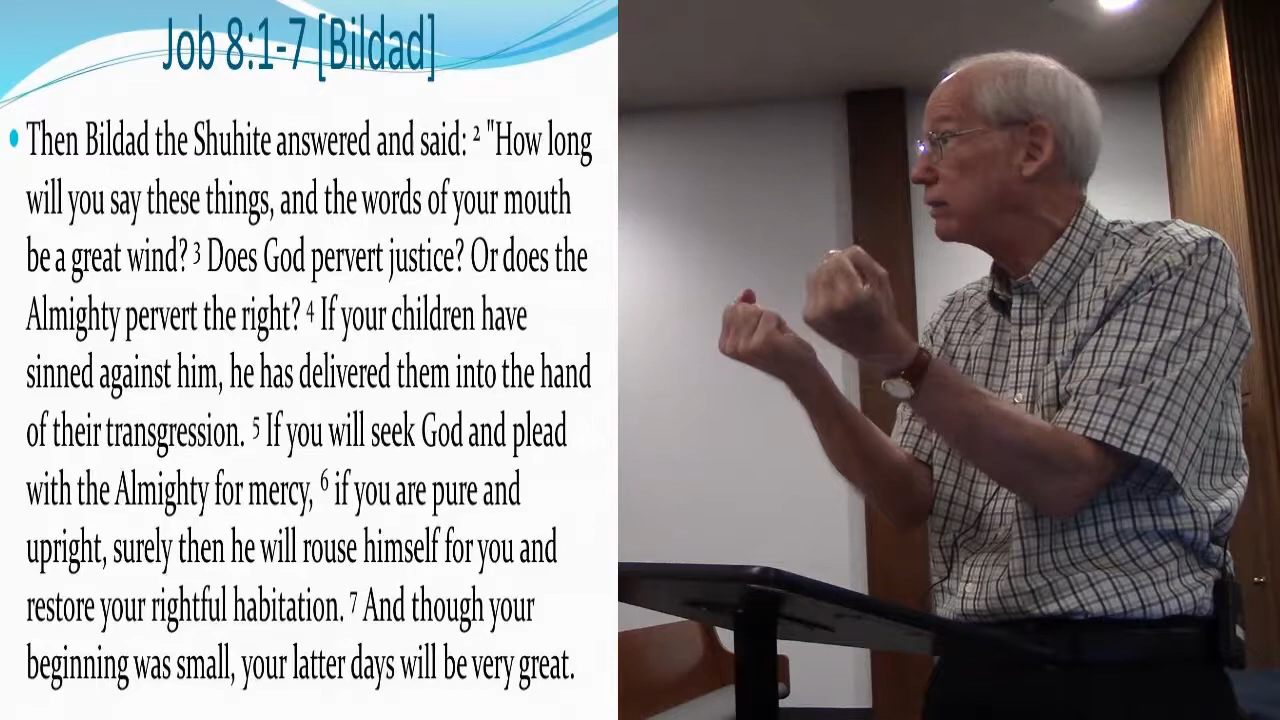 Job 8:1-7 [Bildad]
• Then Bildad the Shuhite answered and said: ² "How long
will you say these things, and the words of your mouth
be a great wind? ³ Does God pervert justice? Or does the
Almighty pervert the right? ⁴ If your children have
sinned against him, he has delivered them into the hand
of their transgression. ⁵ If you will seek God and plead
with the Almighty for mercy, ⁶ if you are pure and
upright, surely then he will rouse himself for you and
restore your rightful habitation. ⁷ And though your
beginning was small, your latter days will be very great.